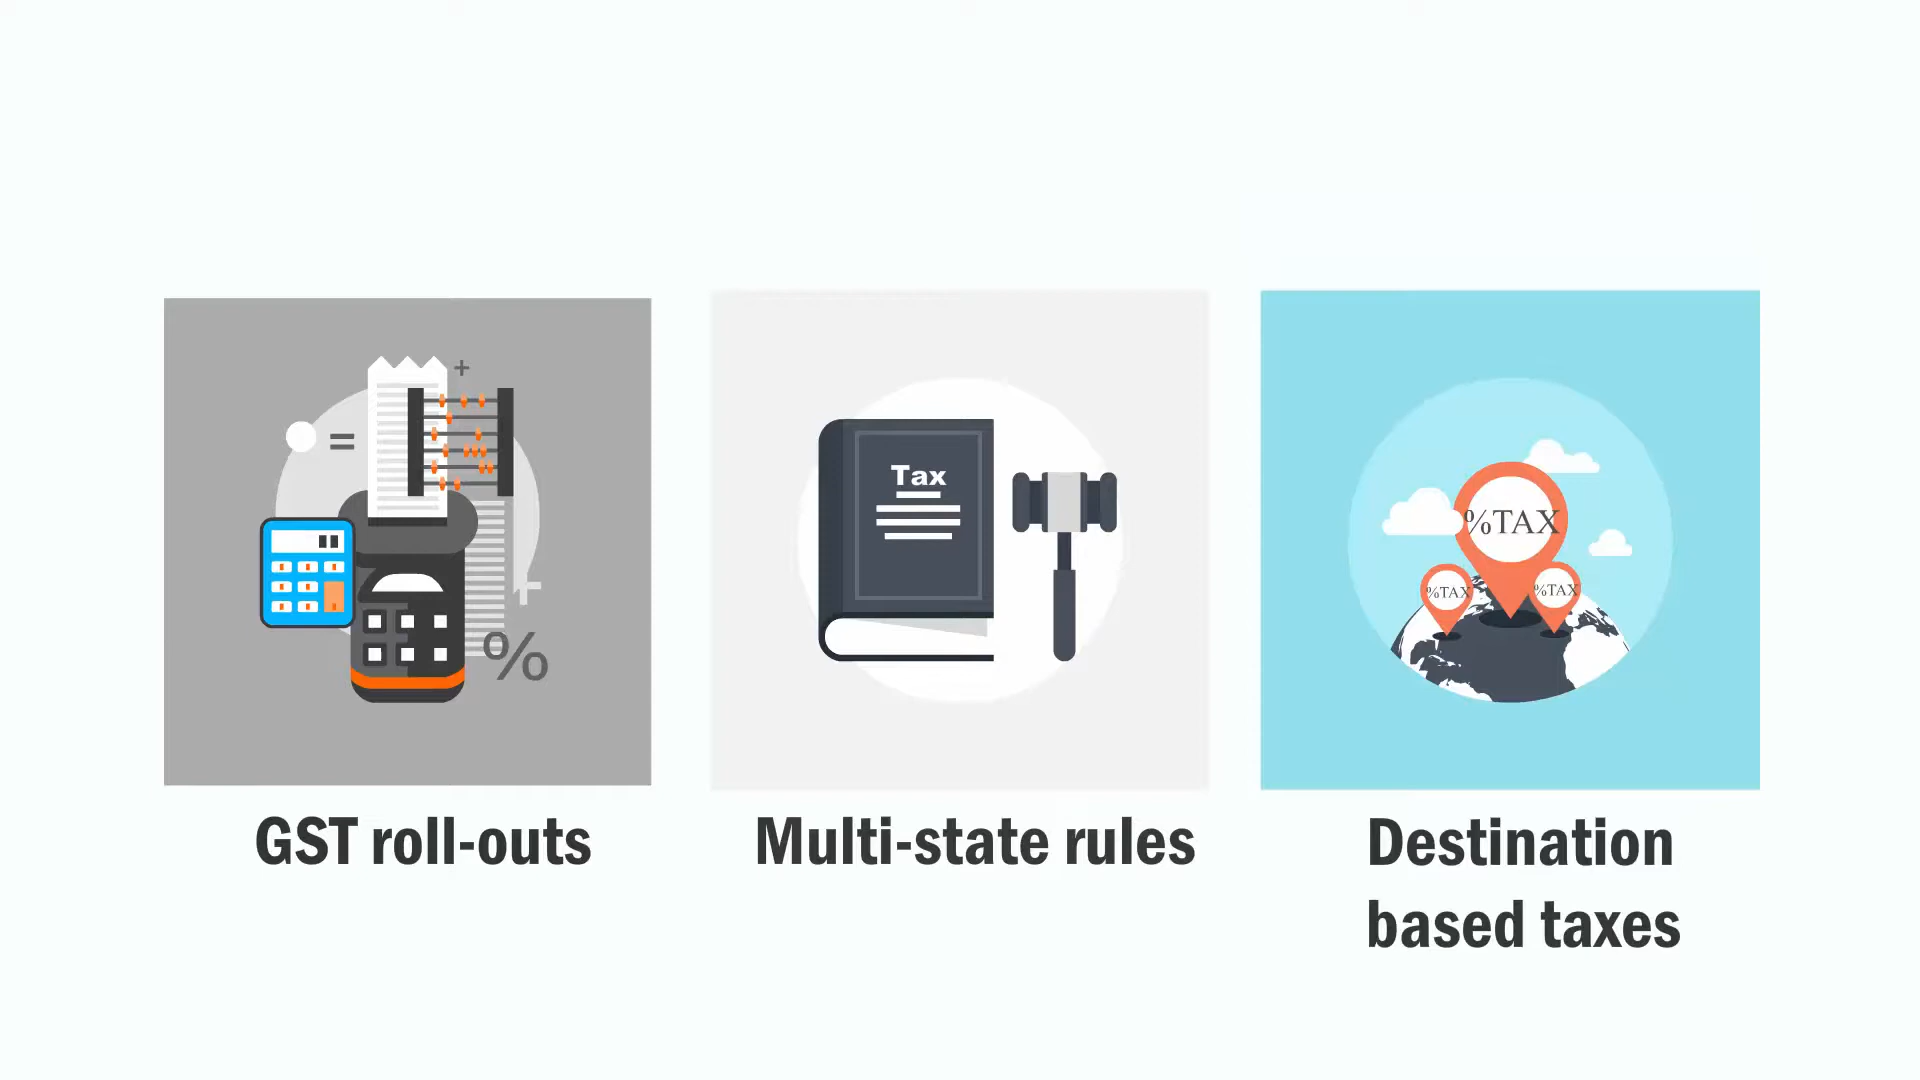 Tax
%TAX
%TAX
%TAX
GST roll-outs
Multi-state rules
Destination
based taxes